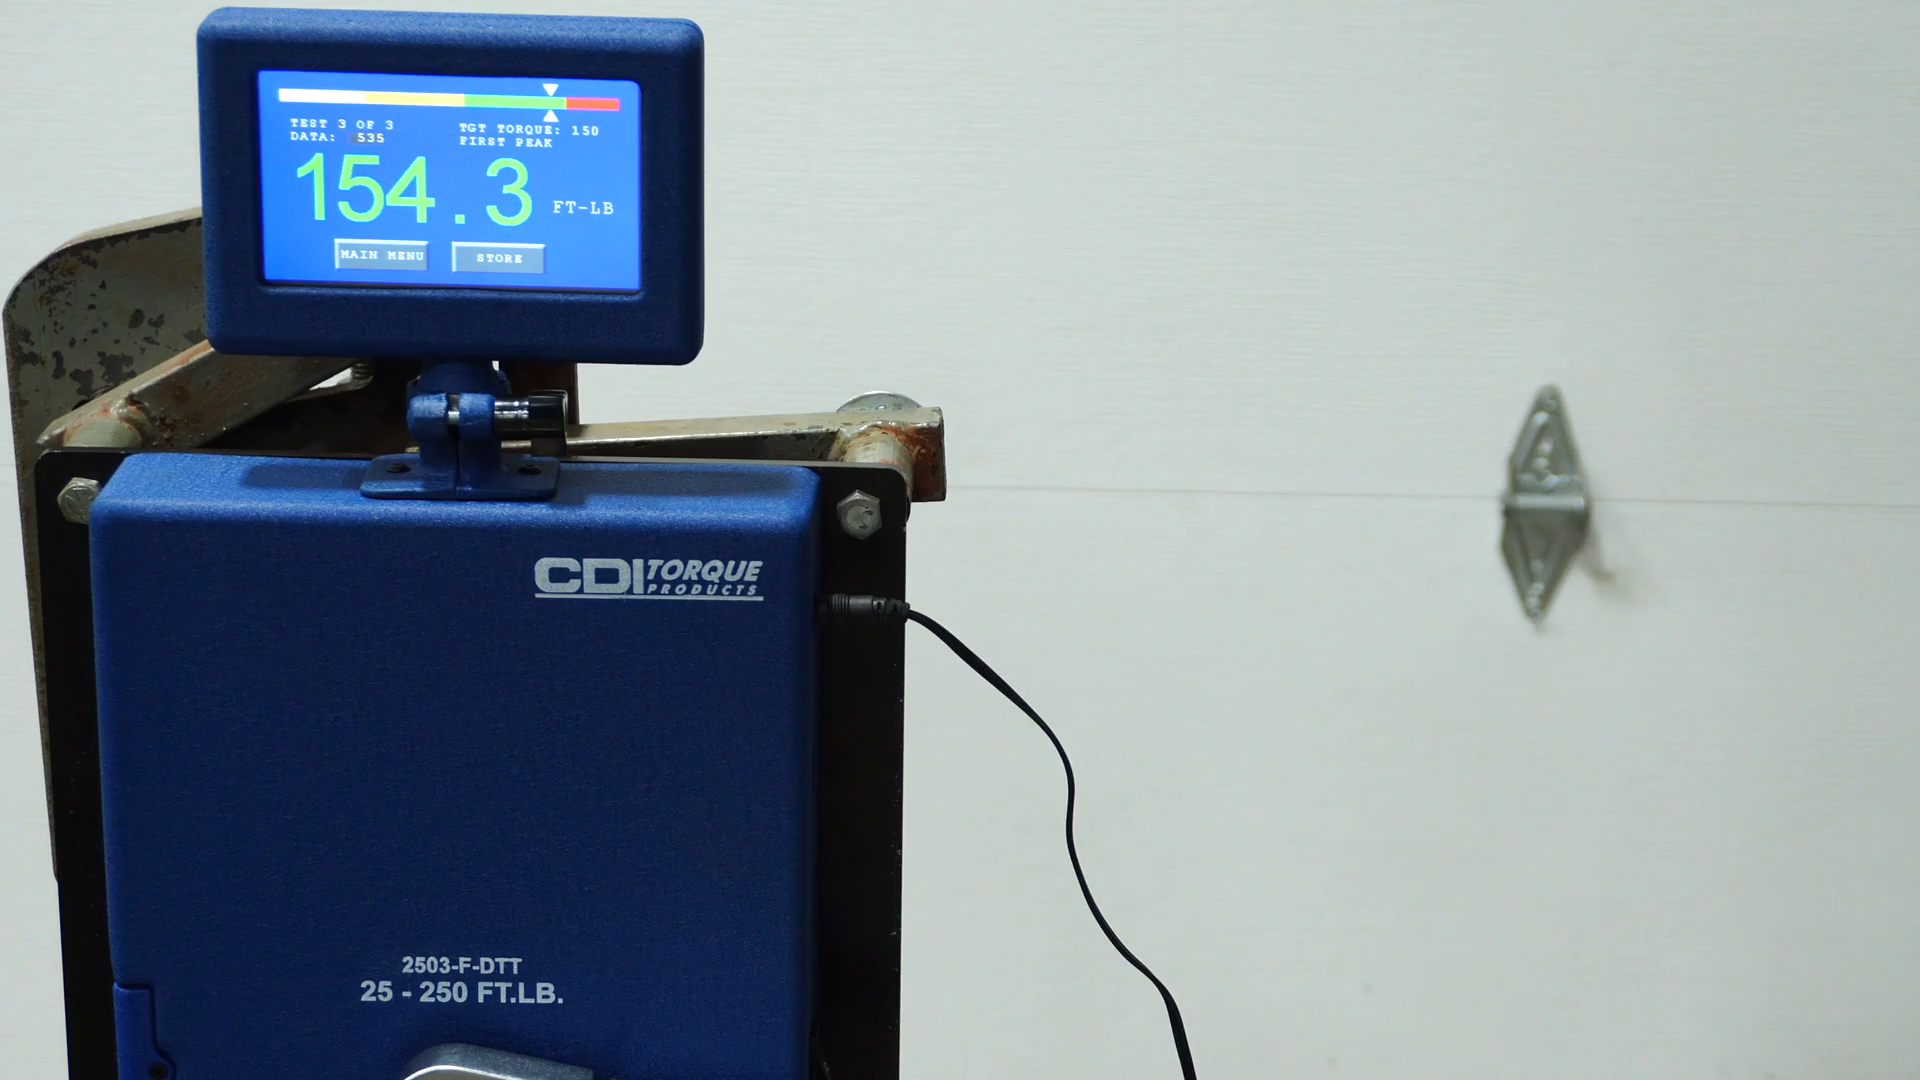 TEST 3 OF 3
DATA: 535
TGT TORQUE: 150
FIRST PEAK
154.3 FT-LB
MAIN MENU
STORE
CDI TORQUE
PRODUCTS
2503-F-DTT
25 - 250 FT.LB.